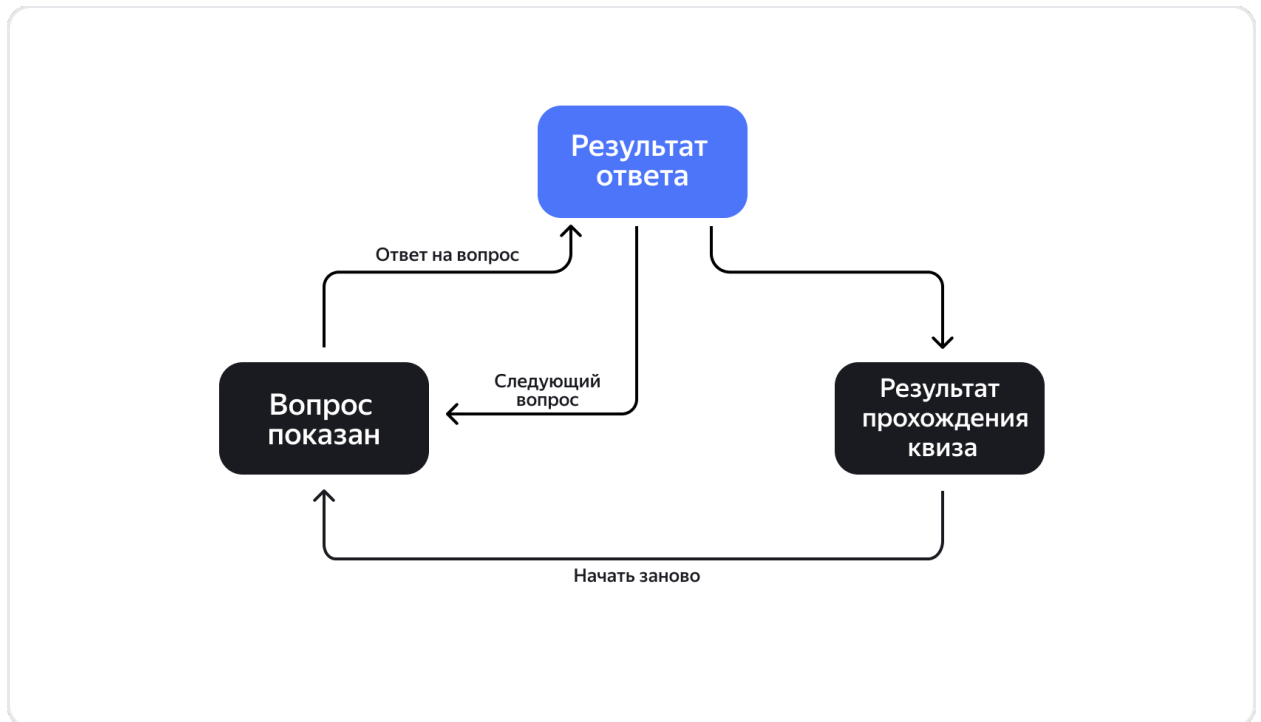 Результат
ответа
Ответ на вопрос
Следующий
вопрос
Вопрос
показан
Результат
прохождения
квиза
Начать заново